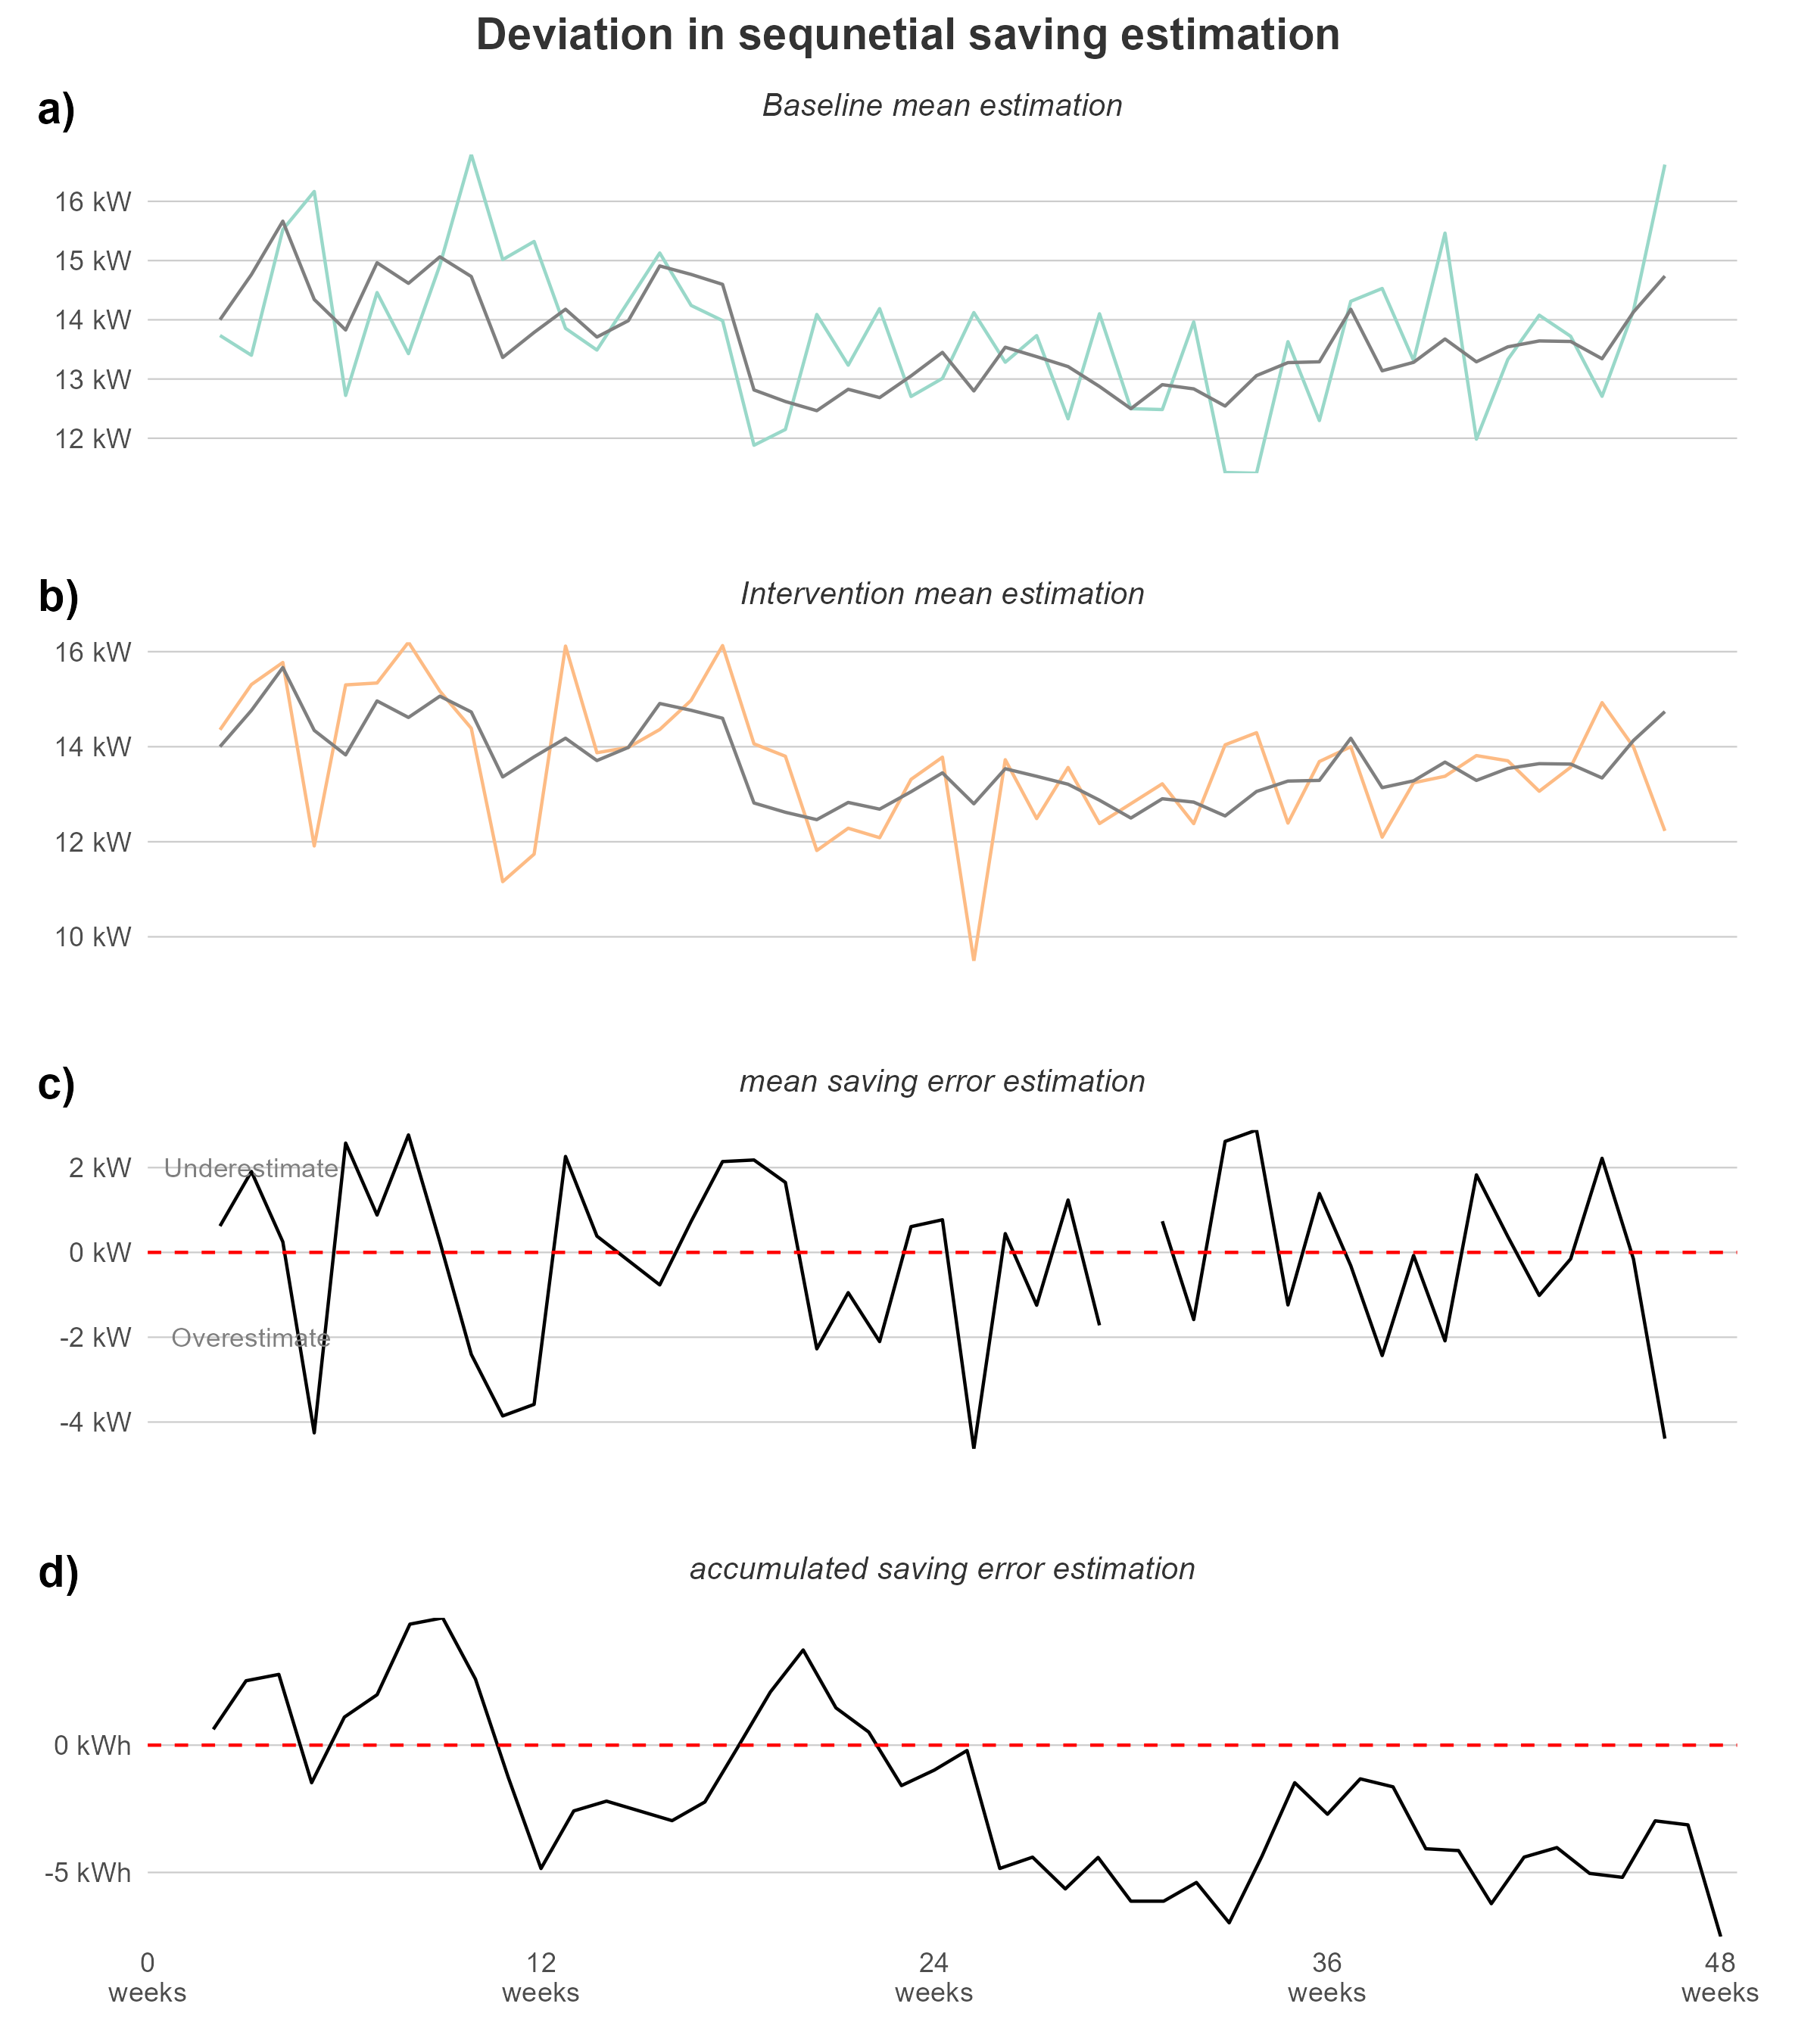 Deviation in sequnetial saving estimation
a)
Baseline mean estimation
16 kW
15 kW
14 kW
13 kW
12 kW
b)
Intervention mean estimation
16 kW
14 kW
12 kW
10 kW
c)
mean saving error estimation
2 kW
Underestimate
0 kW
-2 kW
Overestimate
-4 kW
d)
accumulated saving error estimation
0 kWh
-5 kWh
0 12 24 36 48
weeks weeks weeks weeks weeks